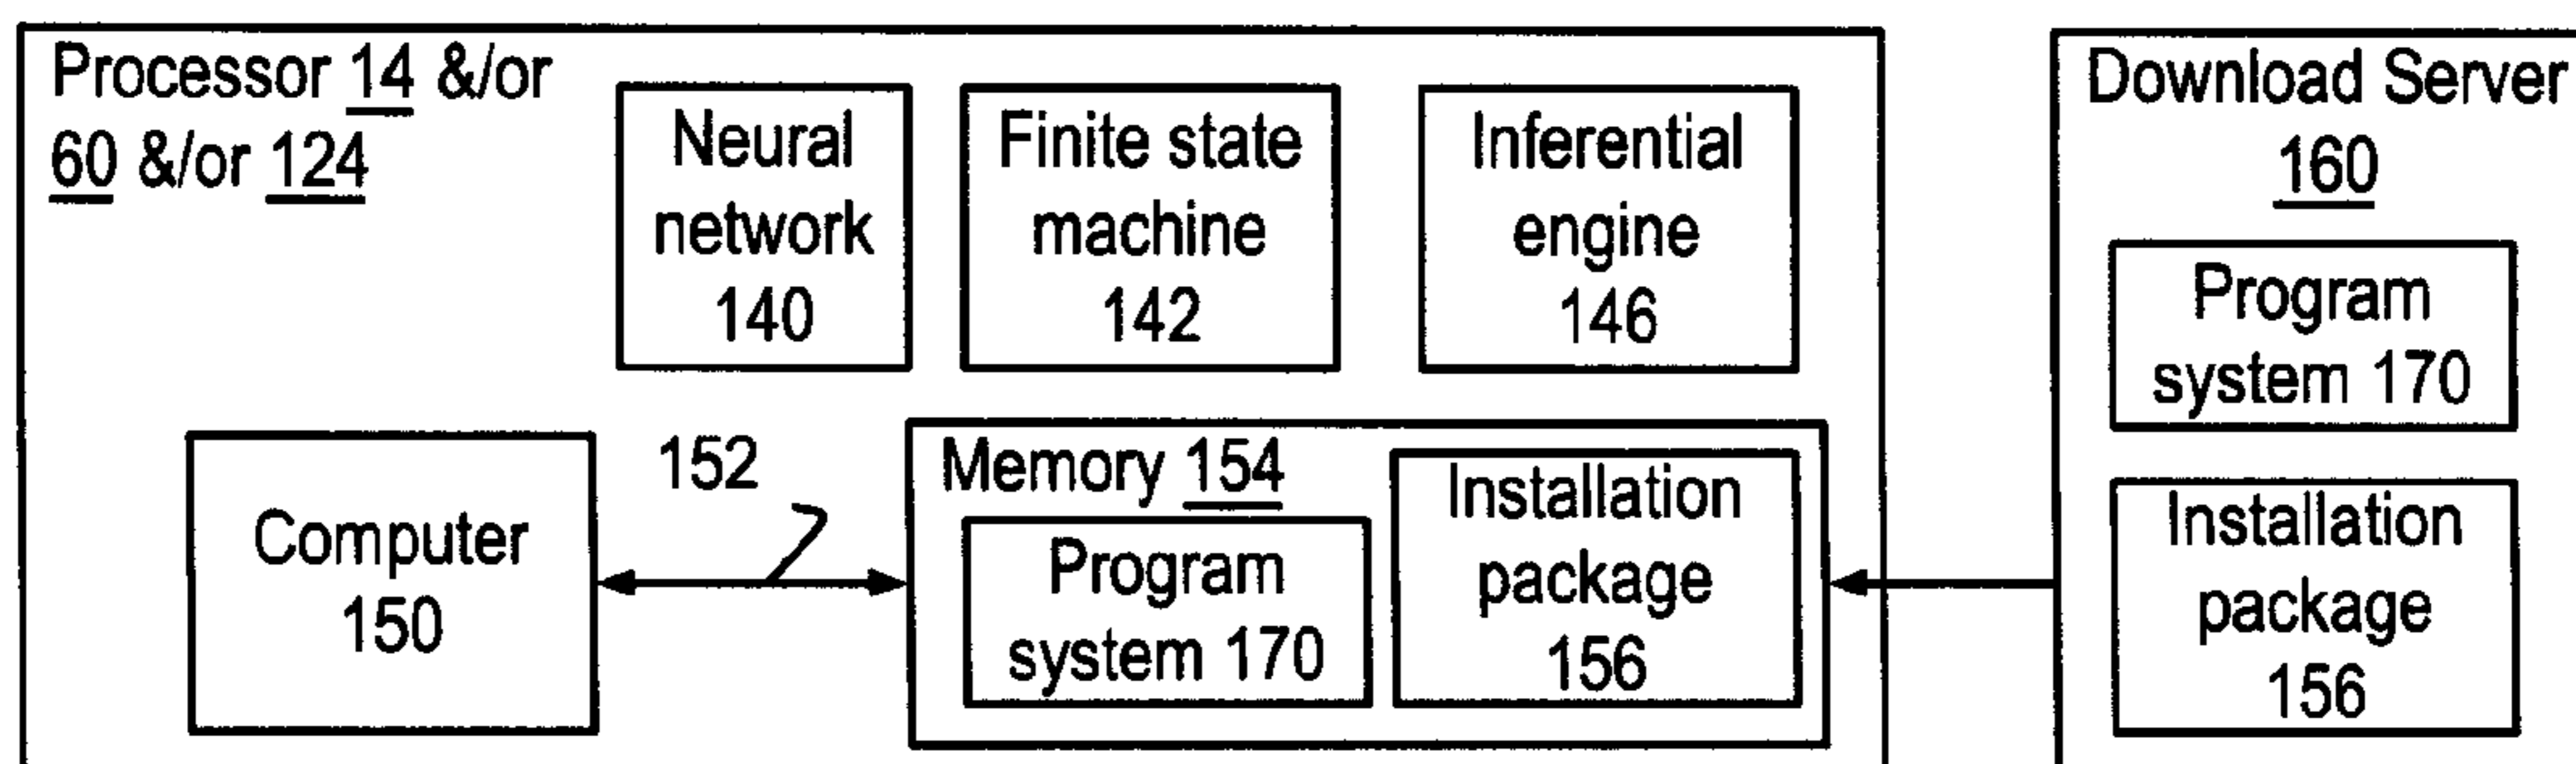 Processor 14 &/or
60 &/or 124
Neural
network
140
Finite state
machine
142
Inferential
engine
146
Computer
150
152
Memory 154
Program
system 170
Installation
package
156
Download Server
160
Program
system 170
Installation
package
156